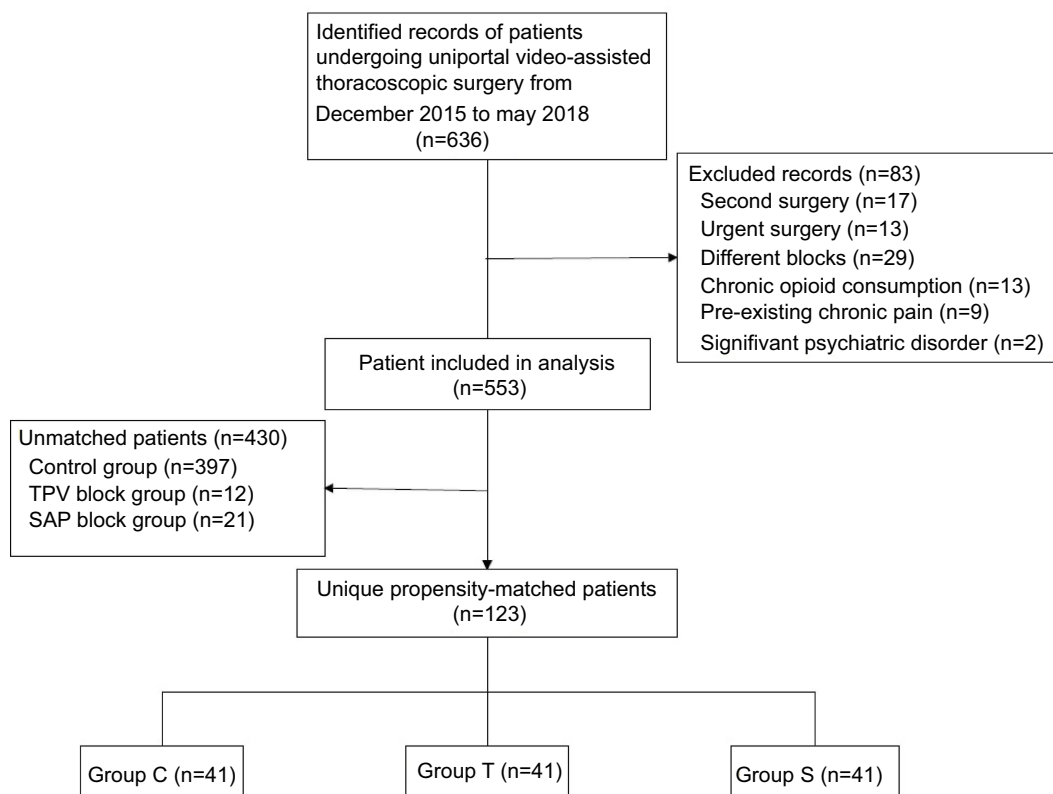 Identified records of patients
undergoing uniportal video-assisted
thoracoscopic surgery from
December 2015 to may 2018
(n=636)
Excluded records (n=83)
Second surgery (n=17)
Urgent surgery (n=13)
Different blocks (n=29)
Chronic opioid consumption (n=13)
Pre-existing chronic pain (n=9)
Signifivant psychiatric disorder (n=2)
Patient included in analysis
(n=553)
Unmatched patients (n=430)
Control group (n=397)
TPV block group (n=12)
SAP block group (n=21)
Unique propensity-matched patients
(n=123)
Group C (n=41)
Group T (n=41)
Group S (n=41)